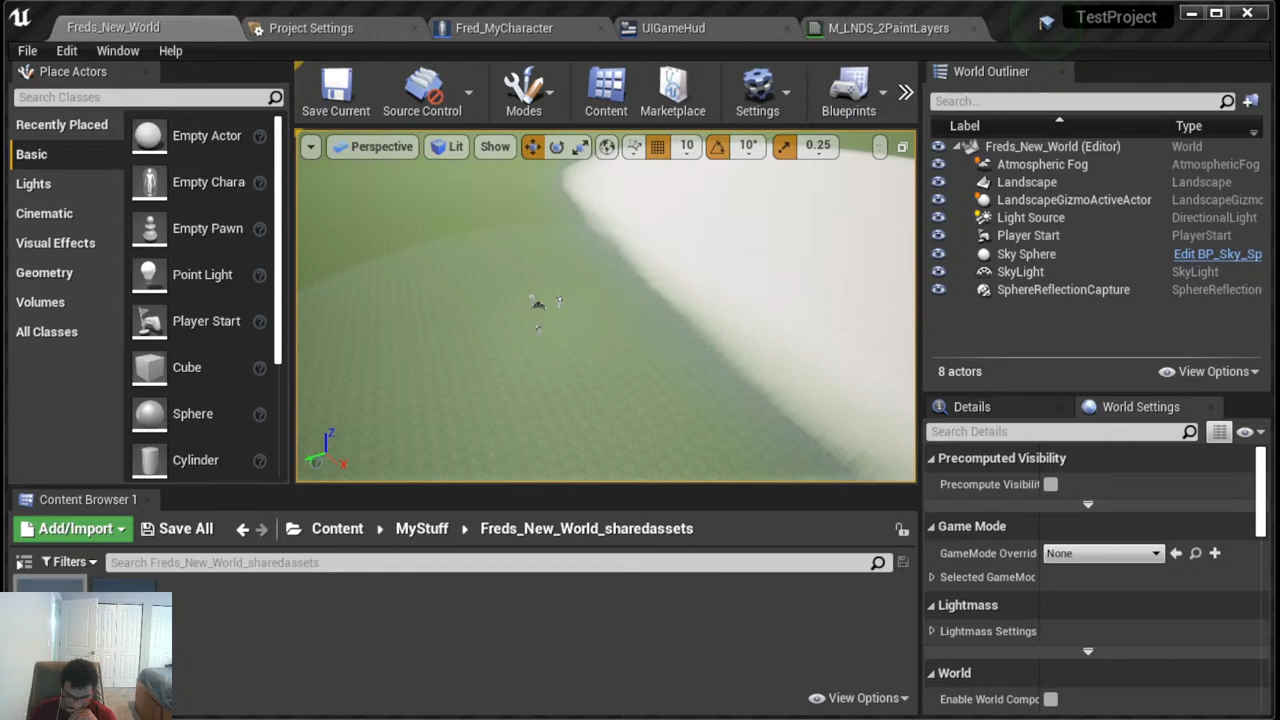 Freds_New_World
Project Settings
Fred_MyCharacter
UIGameHud
M_LNDS_2PaintLayers
TestProject
File
Edit
Window
Help
Place Actors
Search Classes
Recently Placed
Basic
Lights
Cinematic
Visual Effects
Geometry
Volumes
All Classes
Empty Actor
Empty Chara
Empty Pawn
Point Light
Player Start
Cube
Sphere
Cylinder
Save Current
Source Control
Modes
Content
Marketplace
Settings
Blueprints
Perspective
Lit
Show
10
10°
0.25
Z
X
World Outliner
Search...
Label
Type
Freds_New_World (Editor)
World
Atmospheric Fog
AtmosphericFog
Landscape
Landscape
LandscapeGizmoActiveActor
LandscapeGizmo
Light Source
DirectionalLight
Player Start
PlayerStart
Sky Sphere
Edit BP_Sky_Sp
SkyLight
SkyLight
SphereReflectionCapture
SphereReflection
8 actors
View Options
Details
World Settings
Search Details
Precomputed Visibility
Precompute Visibilit
Game Mode
GameMode Overrid
None
Selected GameMod
Lightmass
Lightmass Settings
World
Enable World Compo
Content Browser 1
Add/Import
Save All
Content
MyStuff
Freds_New_World_sharedassets
Filters
Search Freds_New_World_sharedassets
View Options